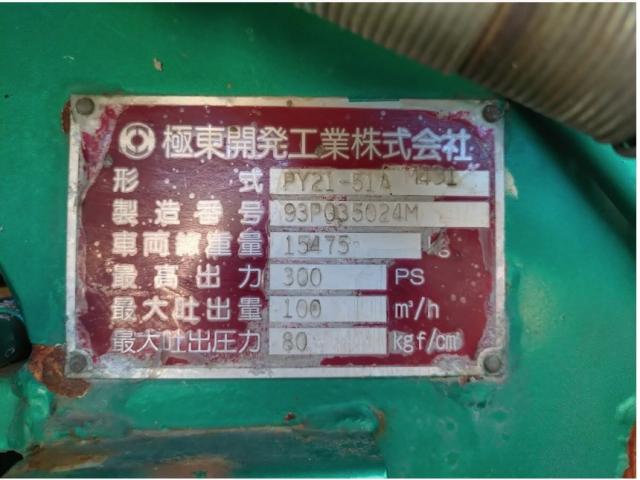 極東開発工業株式会社
形 式 PY21-51A 1431
製造番号 93P035024M
車両総重量 15475 kg
最高出力 300 PS
最大吐出量 100 m³/h
最大吐出圧力 80 kgf/cm²